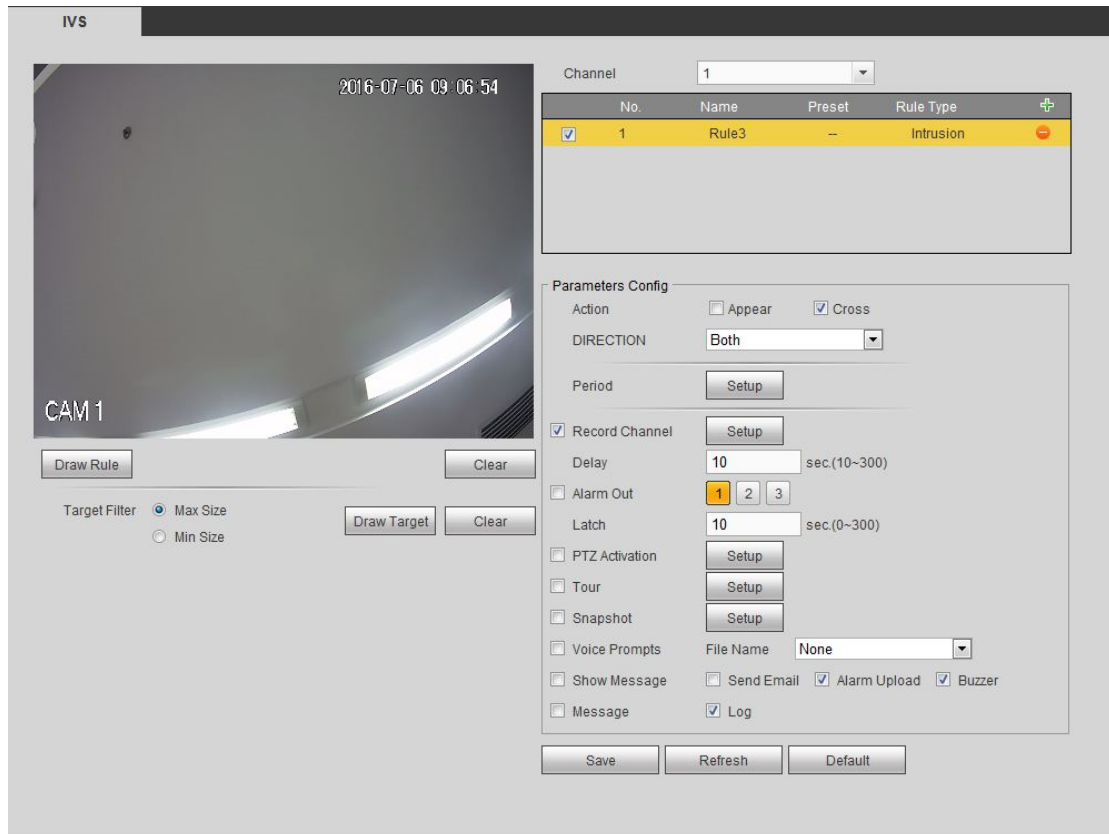 IVS
2016-07-06 09:06:54
CAM 1
Draw Rule Clear
Target Filter Max Size
Min Size
Draw Target Clear
Channel 1
No. Name Preset Rule Type
1 Rule3 -- Intrusion
Parameters Config
Action Appear Cross
DIRECTION Both
Period Setup
Record Channel Setup
Delay 10 sec.(10~300)
Alarm Out 1 2 3
Latch 10 sec.(0~300)
PTZ Activation Setup
Tour Setup
Snapshot Setup
Voice Prompts File Name None
Show Message Send Email Alarm Upload Buzzer
Message Log
Save Refresh Default